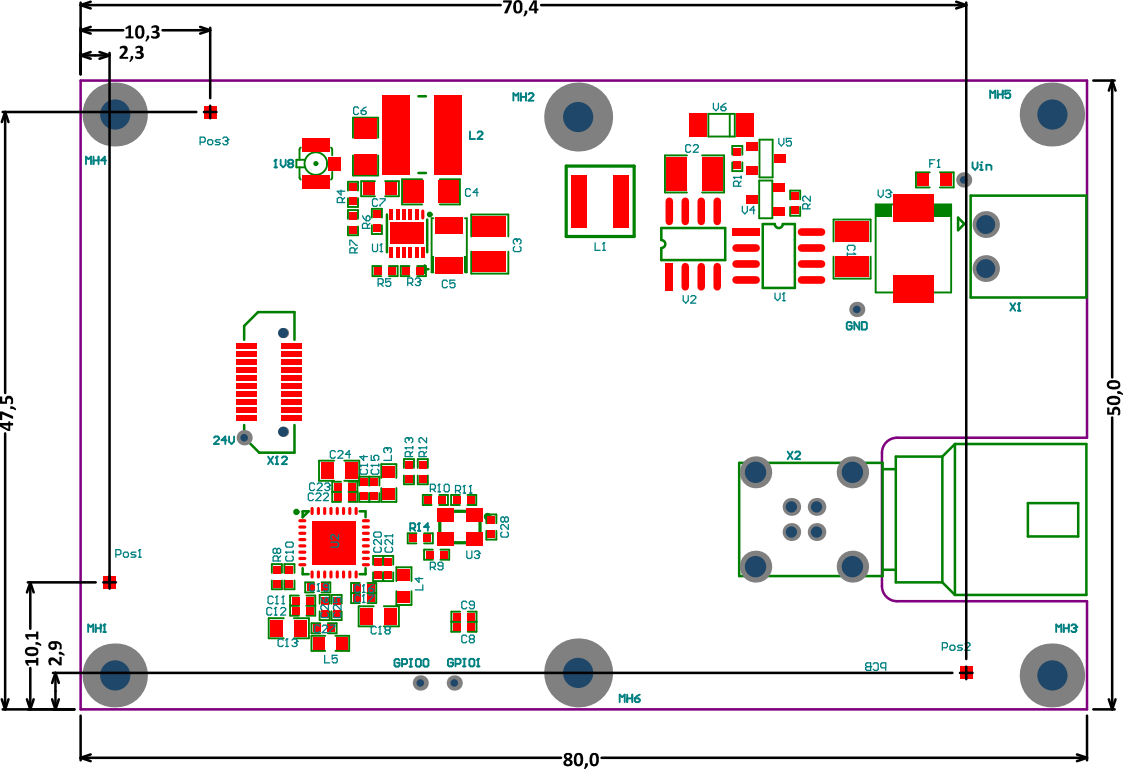 70,4
10,3
2,3
MH4
Pos3
1V8
C6
L2
MH2
V6
MH5
C2
V5
R1
V4
R2
F1
Vin
V3
R4
C7
C4
R7
R6
U1
C3
C5
R5
R3
L1
V2
V1
C1
X1
GND
47,5
50,0
24V
X12
C24
C14
C15
L3
R13
R12
X2
C23
C22
R10
R11
C28
U2
R14
U3
R9
Pos1
R8
C10
C20
C21
L4
C11
C12
C13
C18
C9
C8
L5
MH1
10,1
2,9
GPIO0
GPIO1
MH6
MH3
Pos2
PCB
80,0